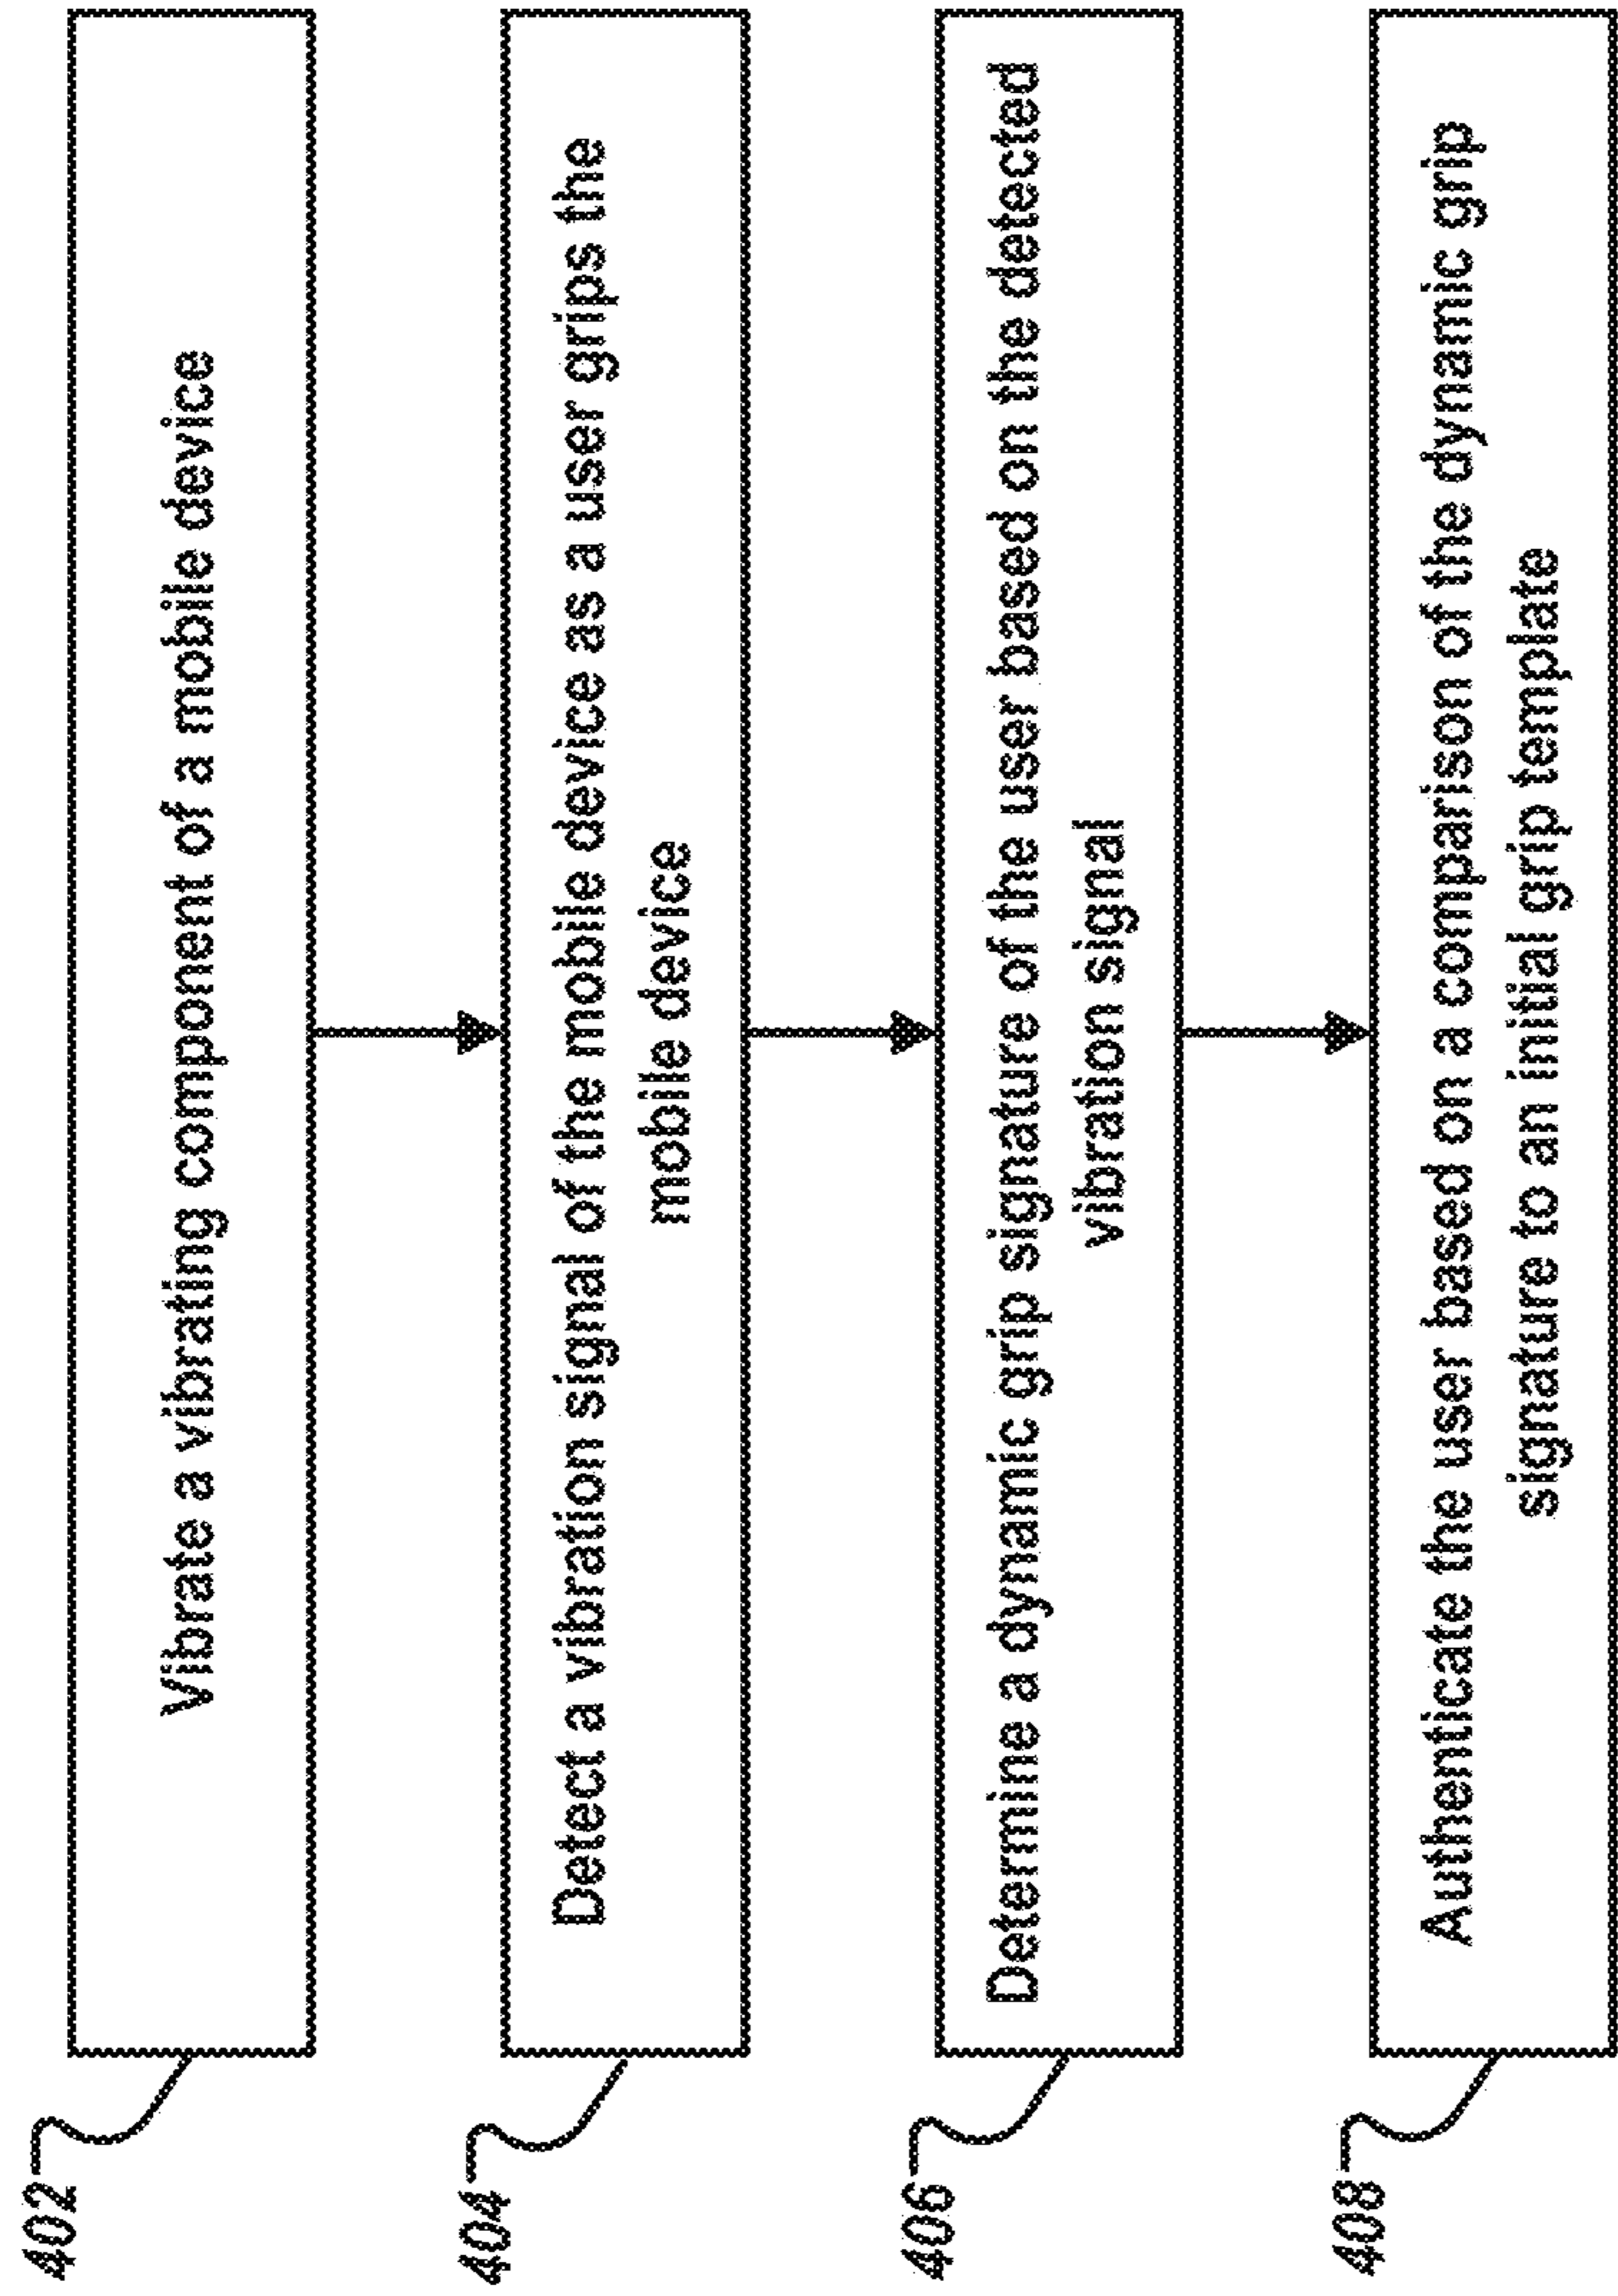 402
Vibrate a vibrating component of a mobile device
404
Detect a vibration signal of the mobile device as a user grips the
mobile device
406
Determine a dynamic grip signature of the user based on the detected
vibration signal
408
Authenticate the user based on a comparison of the dynamic grip
signature to an initial grip template